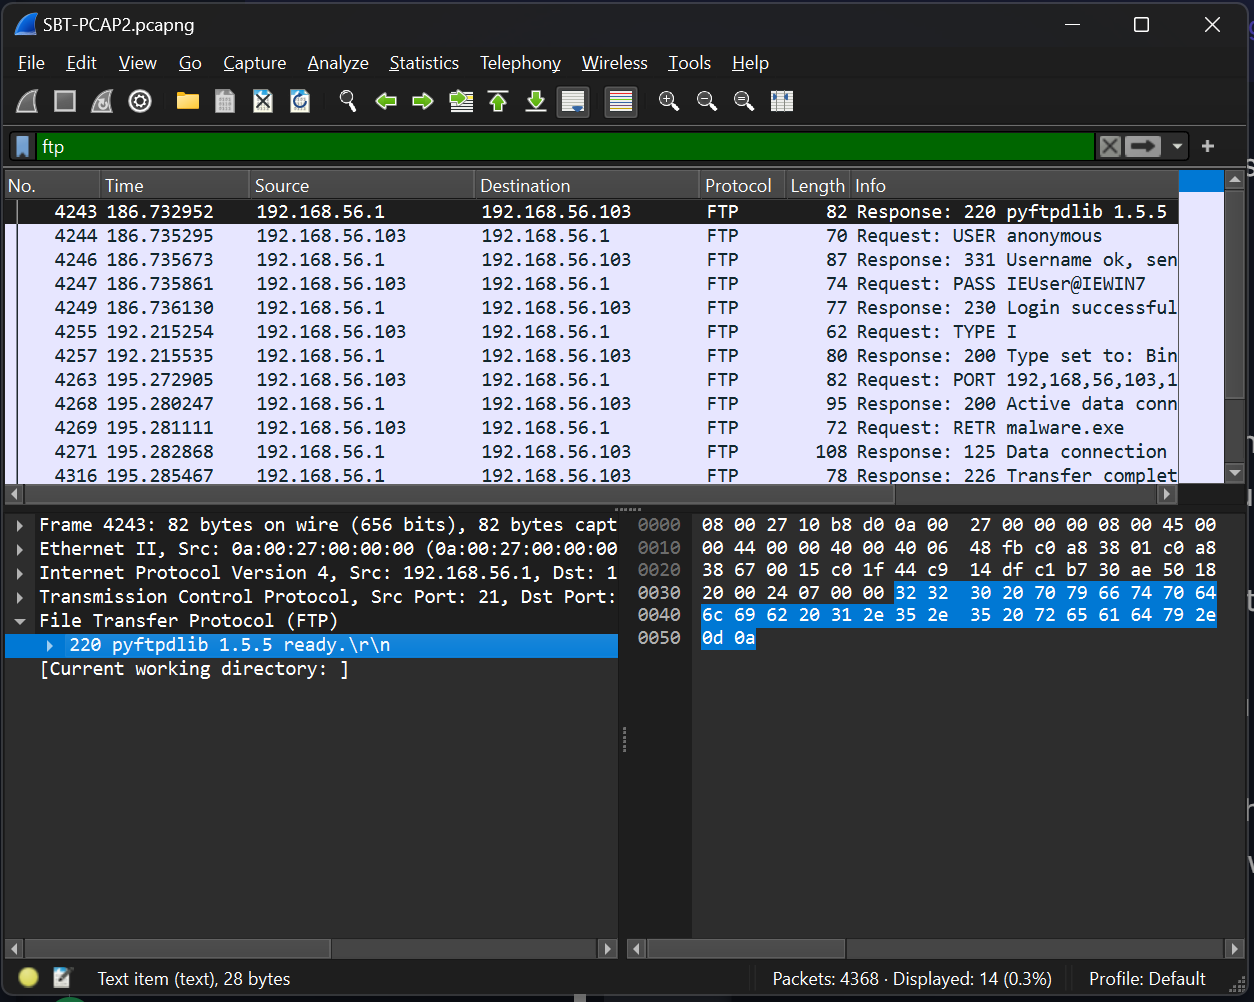 SBT-PCAP2.pcapng
File Edit View Go Capture Analyze Statistics Telephony Wireless Tools Help
ftp
No. Time Source Destination Protocol Length Info
4243 186.732952 192.168.56.1 192.168.56.103 FTP 82 Response: 220 pyftpdlib 1.5.5
4244 186.735295 192.168.56.103 192.168.56.1 FTP 70 Request: USER anonymous
4246 186.735673 192.168.56.1 192.168.56.103 FTP 87 Response: 331 Username ok, sen
4247 186.735861 192.168.56.103 192.168.56.1 FTP 74 Request: PASS IEUser@IEWIN7
4249 186.736130 192.168.56.1 192.168.56.103 FTP 77 Response: 230 Login successful
4255 192.215254 192.168.56.103 192.168.56.1 FTP 62 Request: TYPE I
4257 192.215535 192.168.56.1 192.168.56.103 FTP 80 Response: 200 Type set to: Bin
4263 195.272905 192.168.56.103 192.168.56.1 FTP 82 Request: PORT 192,168,56,103,1
4268 195.280247 192.168.56.1 192.168.56.103 FTP 95 Response: 200 Active data conn
4269 195.281111 192.168.56.103 192.168.56.1 FTP 72 Request: RETR malware.exe
4271 195.282868 192.168.56.1 192.168.56.103 FTP 108 Response: 125 Data connection
4316 195.285467 192.168.56.1 192.168.56.103 FTP 78 Response: 226 Transfer complet
Frame 4243: 82 bytes on wire (656 bits), 82 bytes capt
Ethernet II, Src: 0a:00:27:00:00:00 (0a:00:27:00:00:00
Internet Protocol Version 4, Src: 192.168.56.1, Dst: 1
Transmission Control Protocol, Src Port: 21, Dst Port:
File Transfer Protocol (FTP)
220 pyftpdlib 1.5.5 ready.\r\n
[Current working directory: ]
0000 08 00 27 10 b8 d0 0a 00 27 00 00 00 08 00 45 00
0010 00 44 00 00 40 00 40 06 48 fb c0 a8 38 01 c0 a8
0020 38 67 00 15 c0 1f 44 c9 14 df c1 b7 30 ae 50 18
0030 20 00 24 07 00 00 32 32 30 20 70 79 66 74 70 64
0040 6c 69 62 20 31 2e 35 2e 35 20 72 65 61 64 79 2e
0050 0d 0a
Text item (text), 28 bytes
Packets: 4368 · Displayed: 14 (0.3%)
Profile: Default